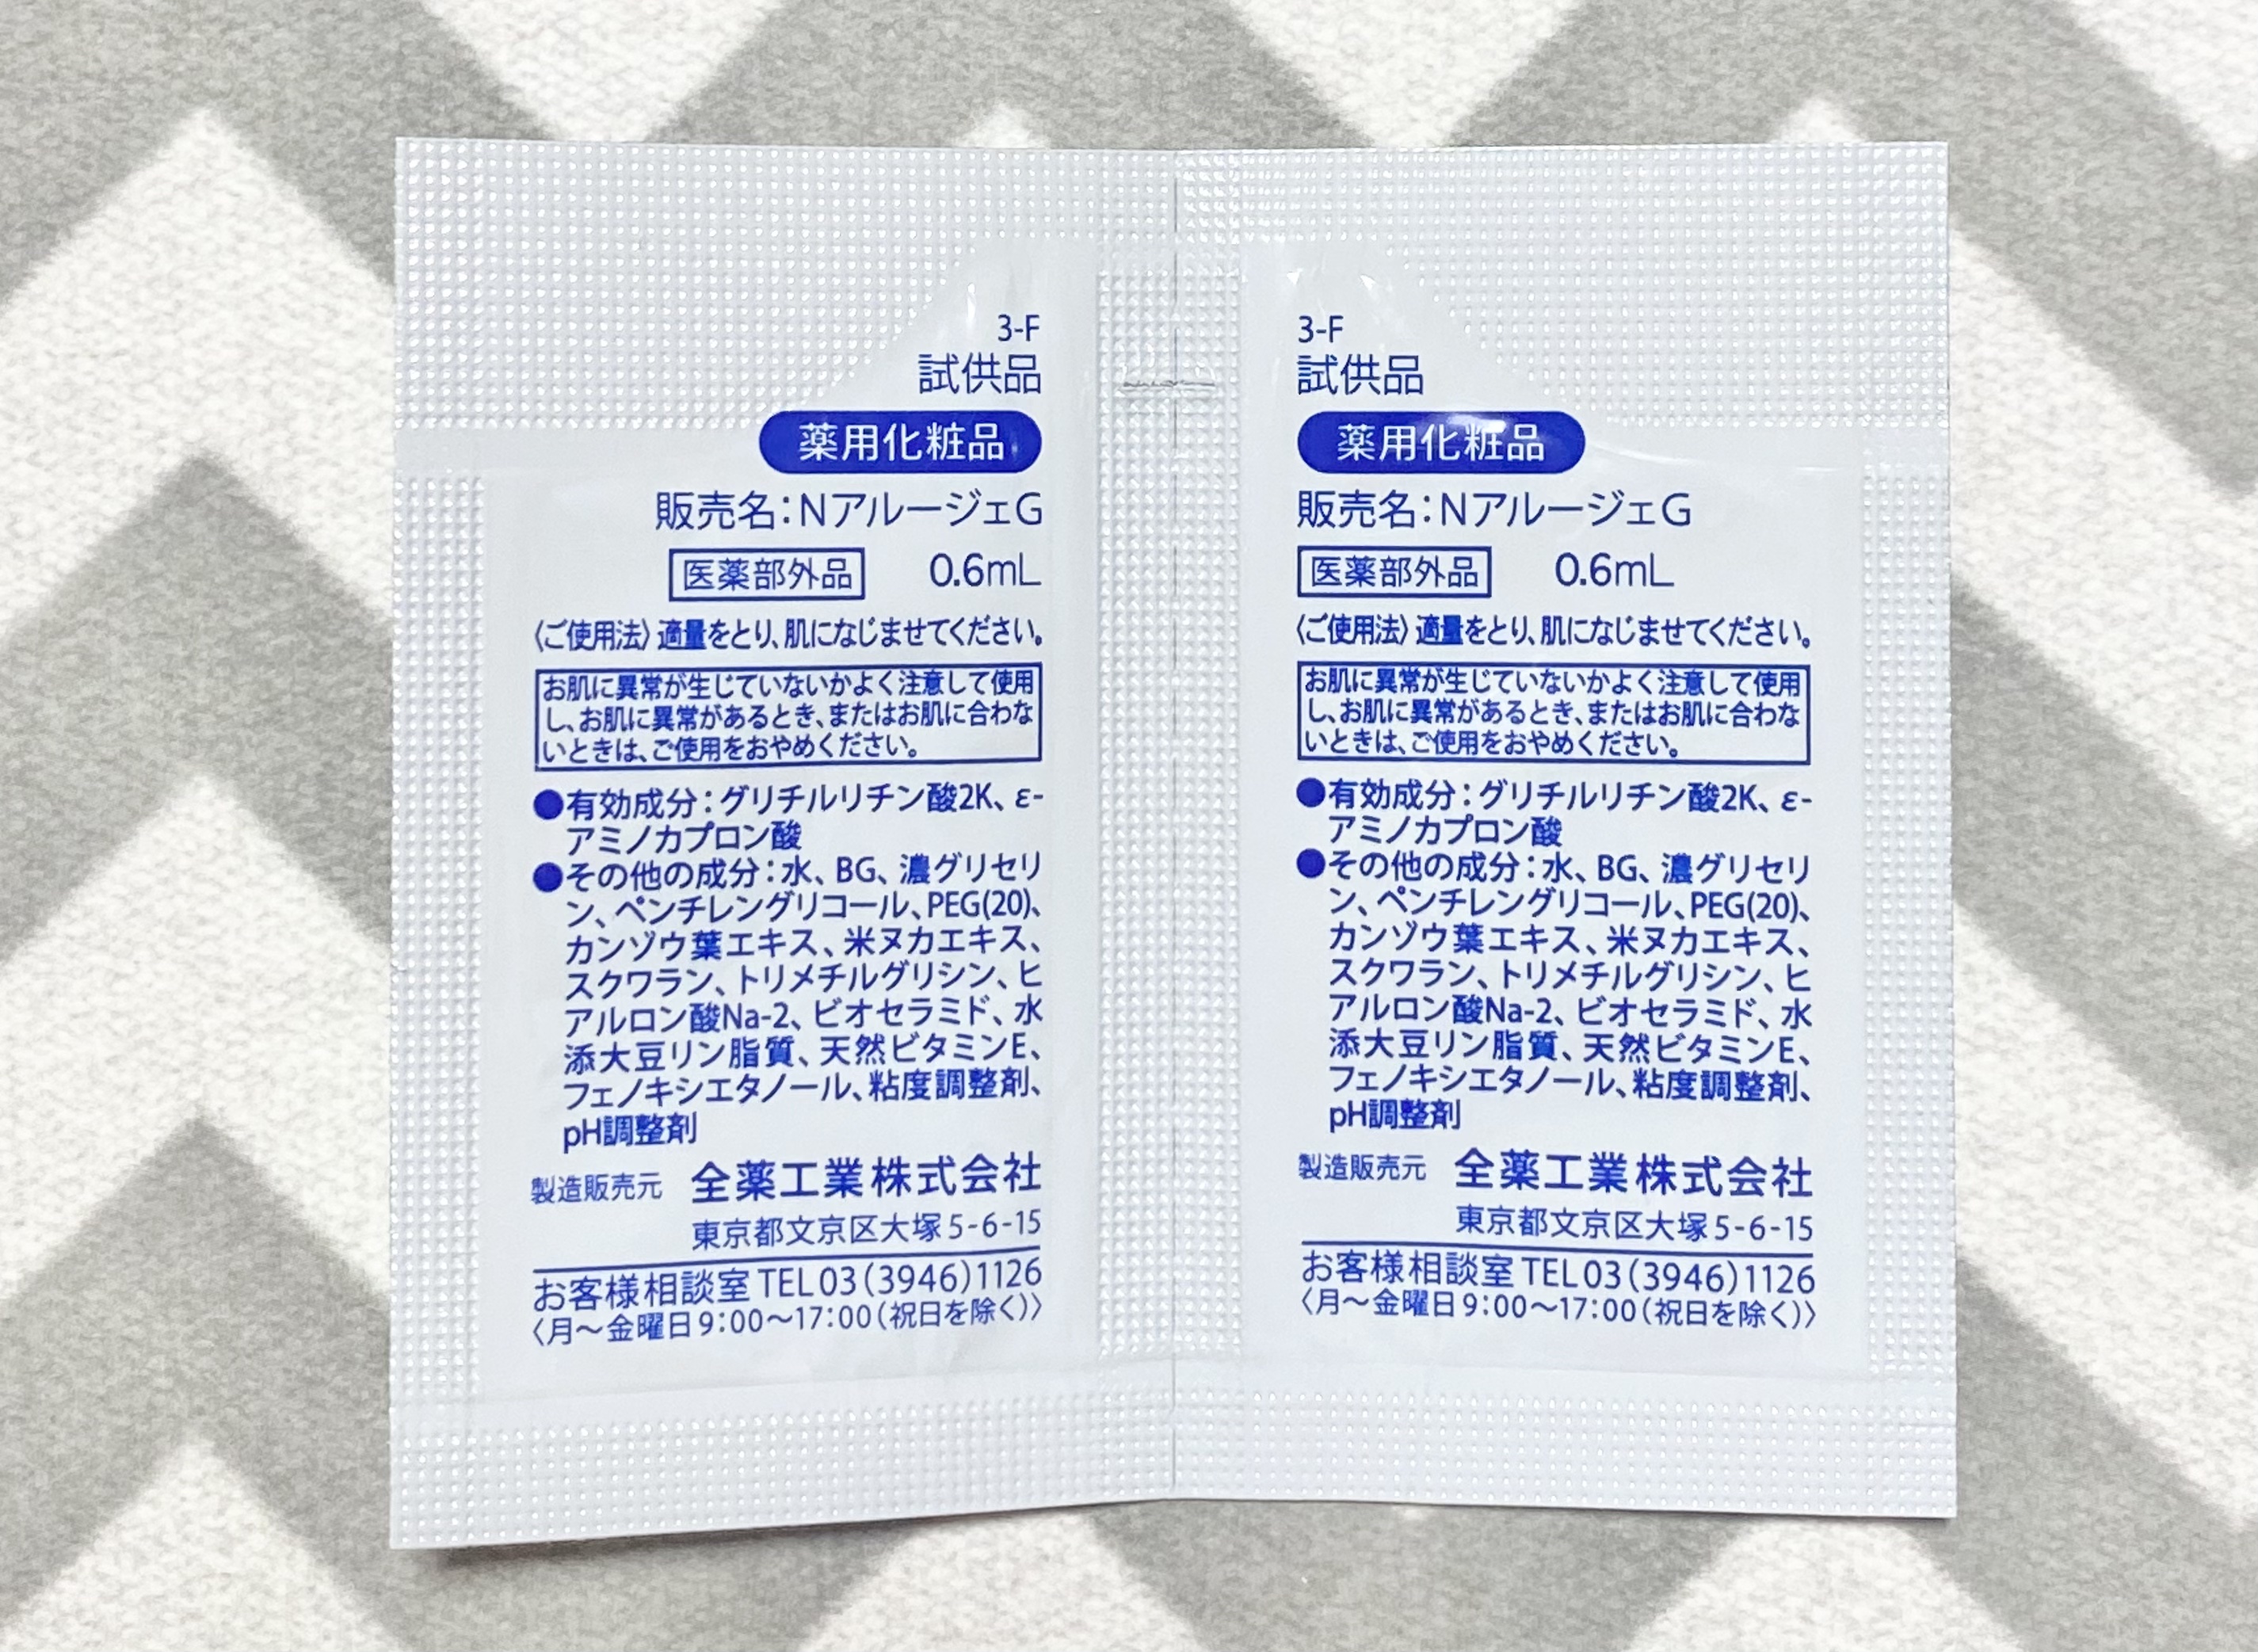 3-F
試供品
薬用化粧品
販売名:NアルージェG
医薬部外品 0.6mL
〈ご使用法〉適量をとり、肌になじませてください。
お肌に異常が生じていないかよく注意して使用
し、お肌に異常があるとき、またはお肌に合わな
いときは、ご使用をおやめください。
●有効成分:グリチルリチン酸2K、ε-
アミノカプロン酸
●その他の成分:水、BG、濃グリセリ
ン、ペンチレングリコール、PEG(20)、
カンゾウ葉エキス、米ヌカエキス、
スクワラン、トリメチルグリシン、ヒ
アルロン酸Na-2、ビオセラミド、水
添大豆リン脂質、天然ビタミンE、
フェノキシエタノール、粘度調整剤、
pH調整剤
製造販売元 全薬工業株式会社
東京都文京区大塚5-6-15
お客様相談室 TEL03(3946)1126
〈月〜金曜日9:00〜17:00(祝日を除く)〉
3-F
試供品
薬用化粧品
販売名:NアルージェG
医薬部外品 0.6mL
〈ご使用法〉適量をとり、肌になじませてください。
お肌に異常が生じていないかよく注意して使用
し、お肌に異常があるとき、またはお肌に合わな
いときは、ご使用をおやめください。
●有効成分:グリチルリチン酸2K、ε-
アミノカプロン酸
●その他の成分:水、BG、濃グリセリ
ン、ペンチレングリコール、PEG(20)、
カンゾウ葉エキス、米ヌカエキス、
スクワラン、トリメチルグリシン、ヒ
アルロン酸Na-2、ビオセラミド、水
添大豆リン脂質、天然ビタミンE、
フェノキシエタノール、粘度調整剤、
pH調整剤
製造販売元 全薬工業株式会社
東京都文京区大塚5-6-15
お客様相談室 TEL03(3946)1126
〈月〜金曜日9:00〜17:00(祝日を除く)〉